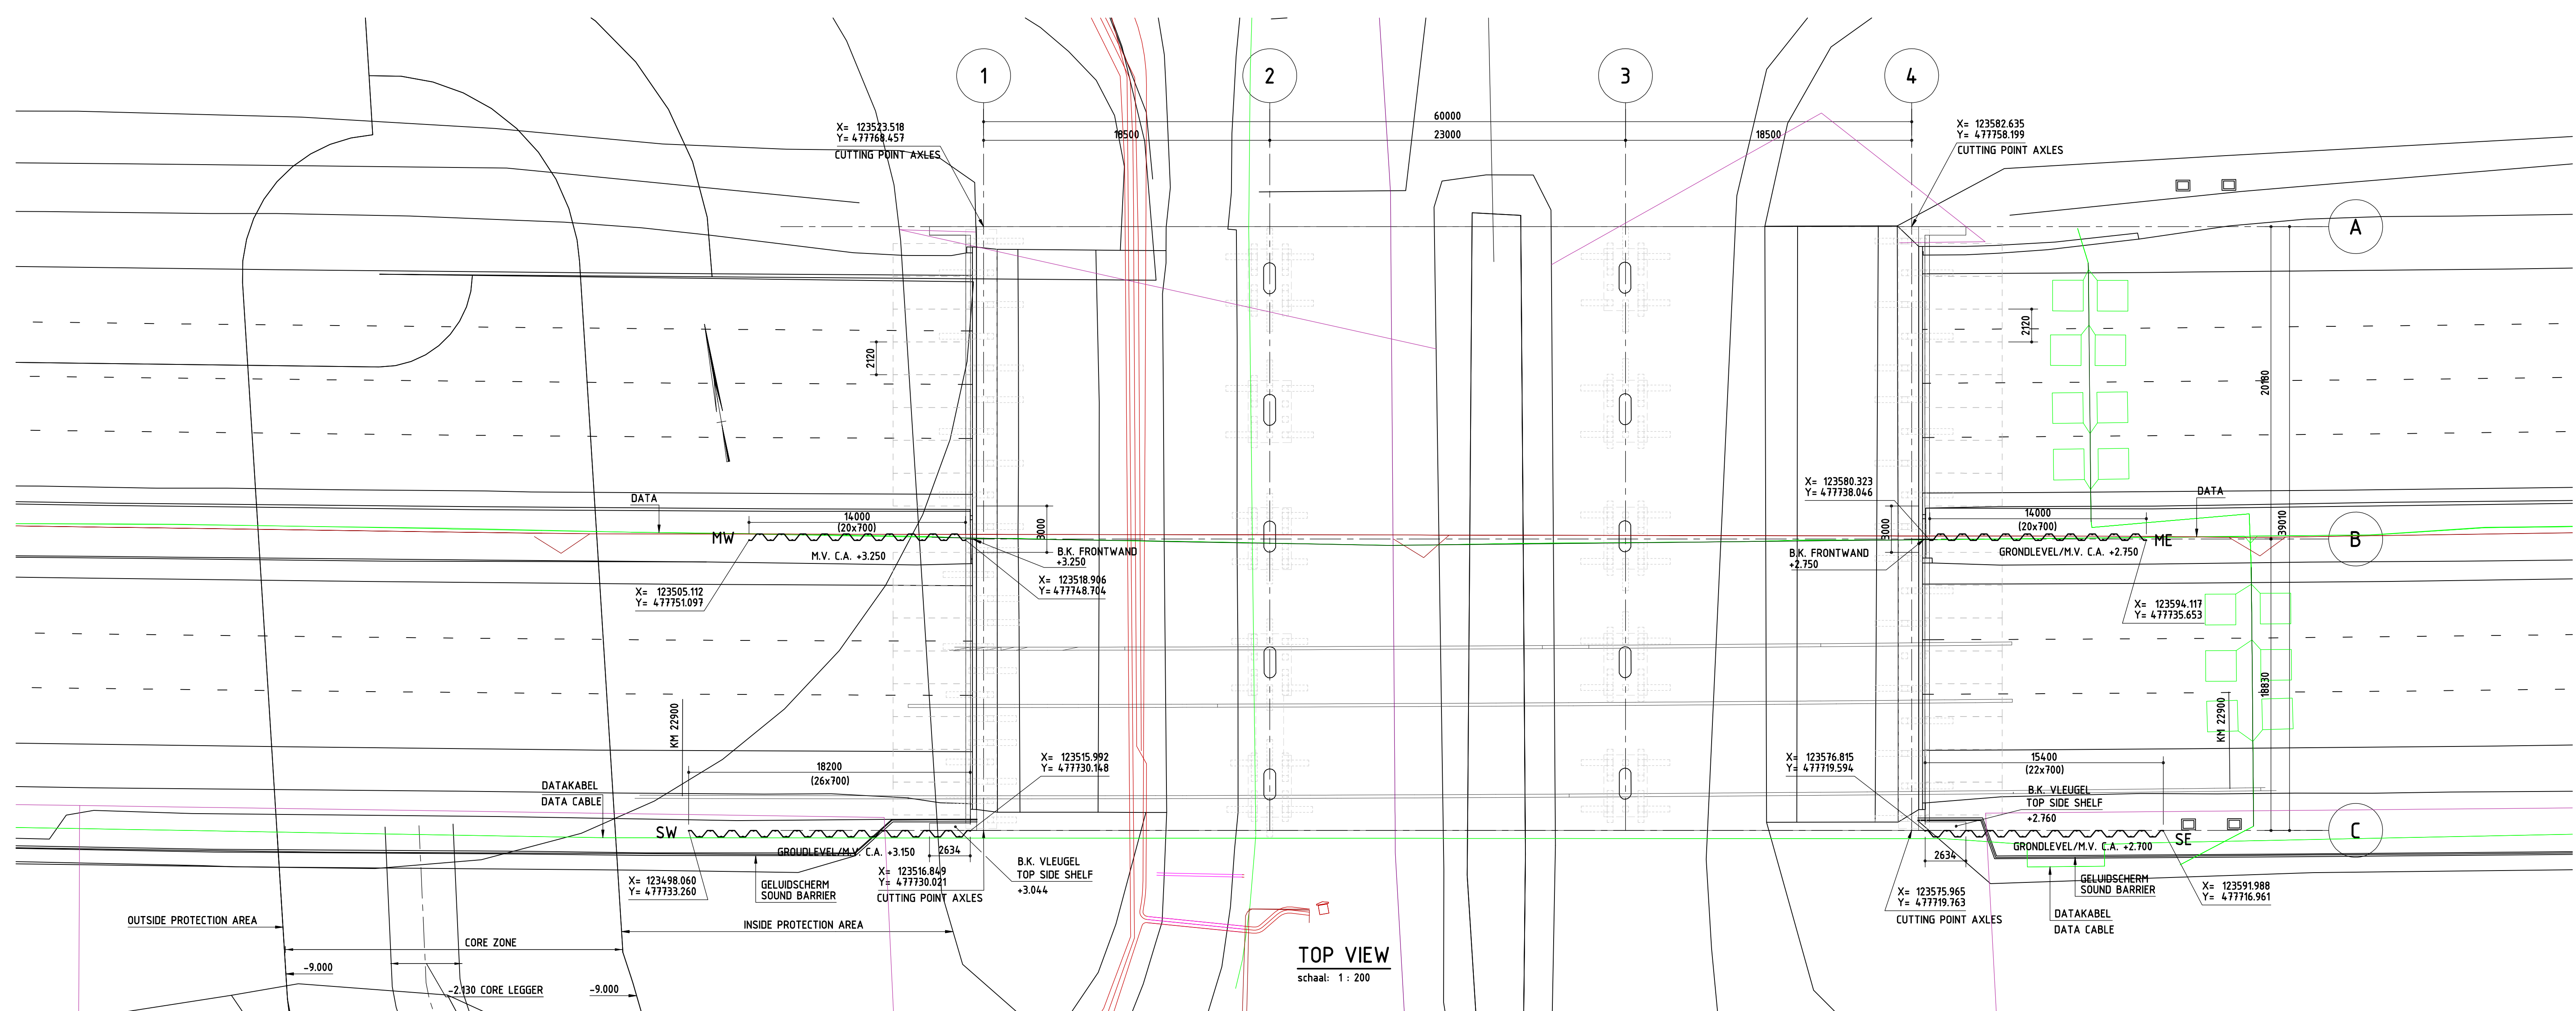 1
2
3
4
60000
18500
23000
18500
X= 123523.518
Y= 477768.457
CUTTING POINT AXLES
X= 123582.635
Y= 477758.199
CUTTING POINT AXLES
A
2120
2120
20180
39010
DATA
14000
(20x700)
MW
M.V. C.A. +3.250
3000
B.K. FRONTWAND
+3.250
X= 123518.906
Y= 477748.704
X= 123505.112
Y= 477751.097
X= 123580.323
Y= 477738.046
3000
B.K. FRONTWAND
+2.750
DATA
14000
(20x700)
ME
GRONDLEVEL/M.V. C.A. +2.750
B
X= 123594.117
Y= 477735.653
18830
KM 22900
KM 22900
18200
(26x700)
X= 123515.992
Y= 477730.148
DATAKABEL
DATA CABLE
SW
GROUDLEVEL/M.V. C.A. +3.150
2634
B.K. VLEUGEL
TOP SIDE SHELF
+3.044
X= 123516.849
Y= 477730.021
CUTTING POINT AXLES
X= 123498.060
Y= 477733.260
GELUIDSCHERM
SOUND BARRIER
X= 123576.815
Y= 477719.594
15400
(22x700)
B.K. VLEUGEL
TOP SIDE SHELF
+2.760
SE
C
GRONDLEVEL/M.V. C.A. +2.700
2634
GELUIDSCHERM
SOUND BARRIER
X= 123591.988
Y= 477716.961
X= 123575.965
Y= 477719.763
CUTTING POINT AXLES
DATAKABEL
DATA CABLE
OUTSIDE PROTECTION AREA
CORE ZONE
INSIDE PROTECTION AREA
-9.000
-2.130 CORE LEGGER
-9.000
TOP VIEW
schaal: 1 : 200